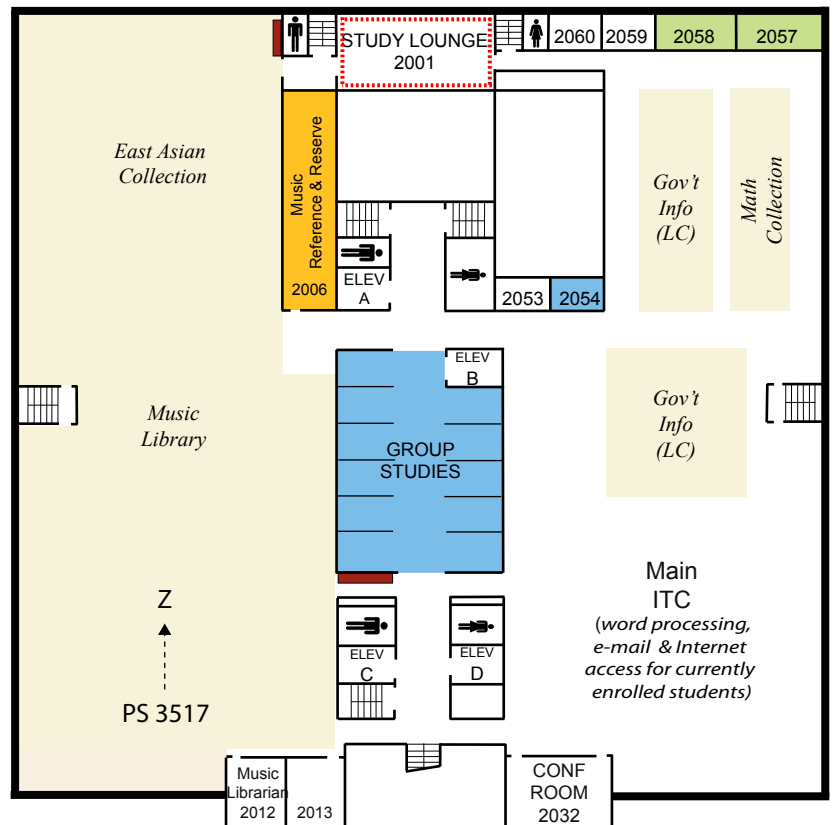 STUDY LOUNGE
2001
2060
2059
2058
2057
East Asian
Collection
Music
Reference & Reserve
2006
Gov't
Info
(LC)
Math
Collection
ELEV
A
2053
2054
ELEV
B
Music
Library
GROUP
STUDIES
Gov't
Info
(LC)
Main
ITC
(word processing,
e-mail & Internet
access for currently
enrolled students)
Z
PS 3517
ELEV
C
ELEV
D
Music
Librarian
2012
2013
CONF
ROOM
2032